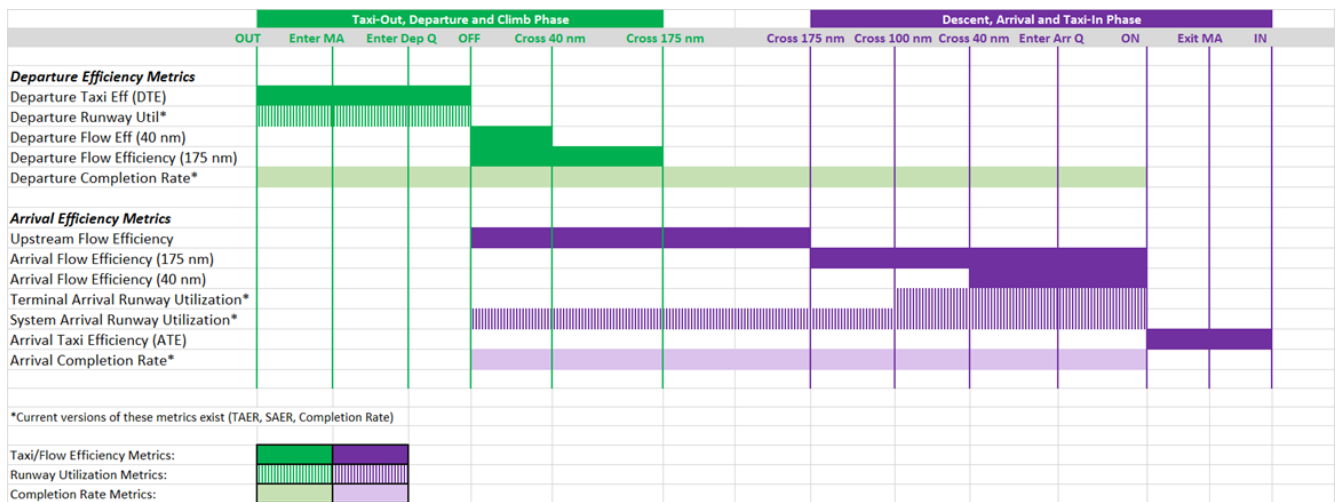 Taxi-Out, Departure and Climb Phase Descent, Arrival and Taxi-In Phase
OUT Enter MA Enter Dep Q OFF Cross 40 nm Cross 175 nm Cross 175 nm Cross 100 nm Cross 40 nm Enter Arr Q ON Exit MA IN
Departure Efficiency Metrics
Departure Taxi Eff (DTE)
Departure Runway Util*
Departure Flow Eff (40 nm)
Departure Flow Efficiency (175 nm)
Departure Completion Rate*
Arrival Efficiency Metrics
Upstream Flow Efficiency
Arrival Flow Efficiency (175 nm)
Arrival Flow Efficiency (40 nm)
Terminal Arrival Runway Utilization*
System Arrival Runway Utilization*
Arrival Taxi Efficiency (ATE)
Arrival Completion Rate*
*Current versions of these metrics exist (TAER, SAER, Completion Rate)
Taxi/Flow Efficiency Metrics:
Runway Utilization Metrics:
Completion Rate Metrics: